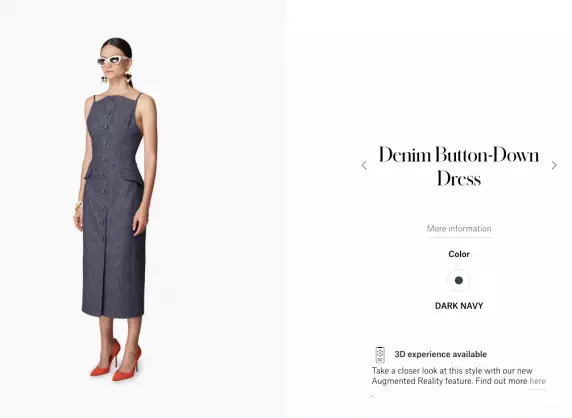 Denim Button-Down
Dress
More information
Color
DARK NAVY
3D experience available
Take a closer look at this style with our new
Augmented Reality feature. Find out more here
.